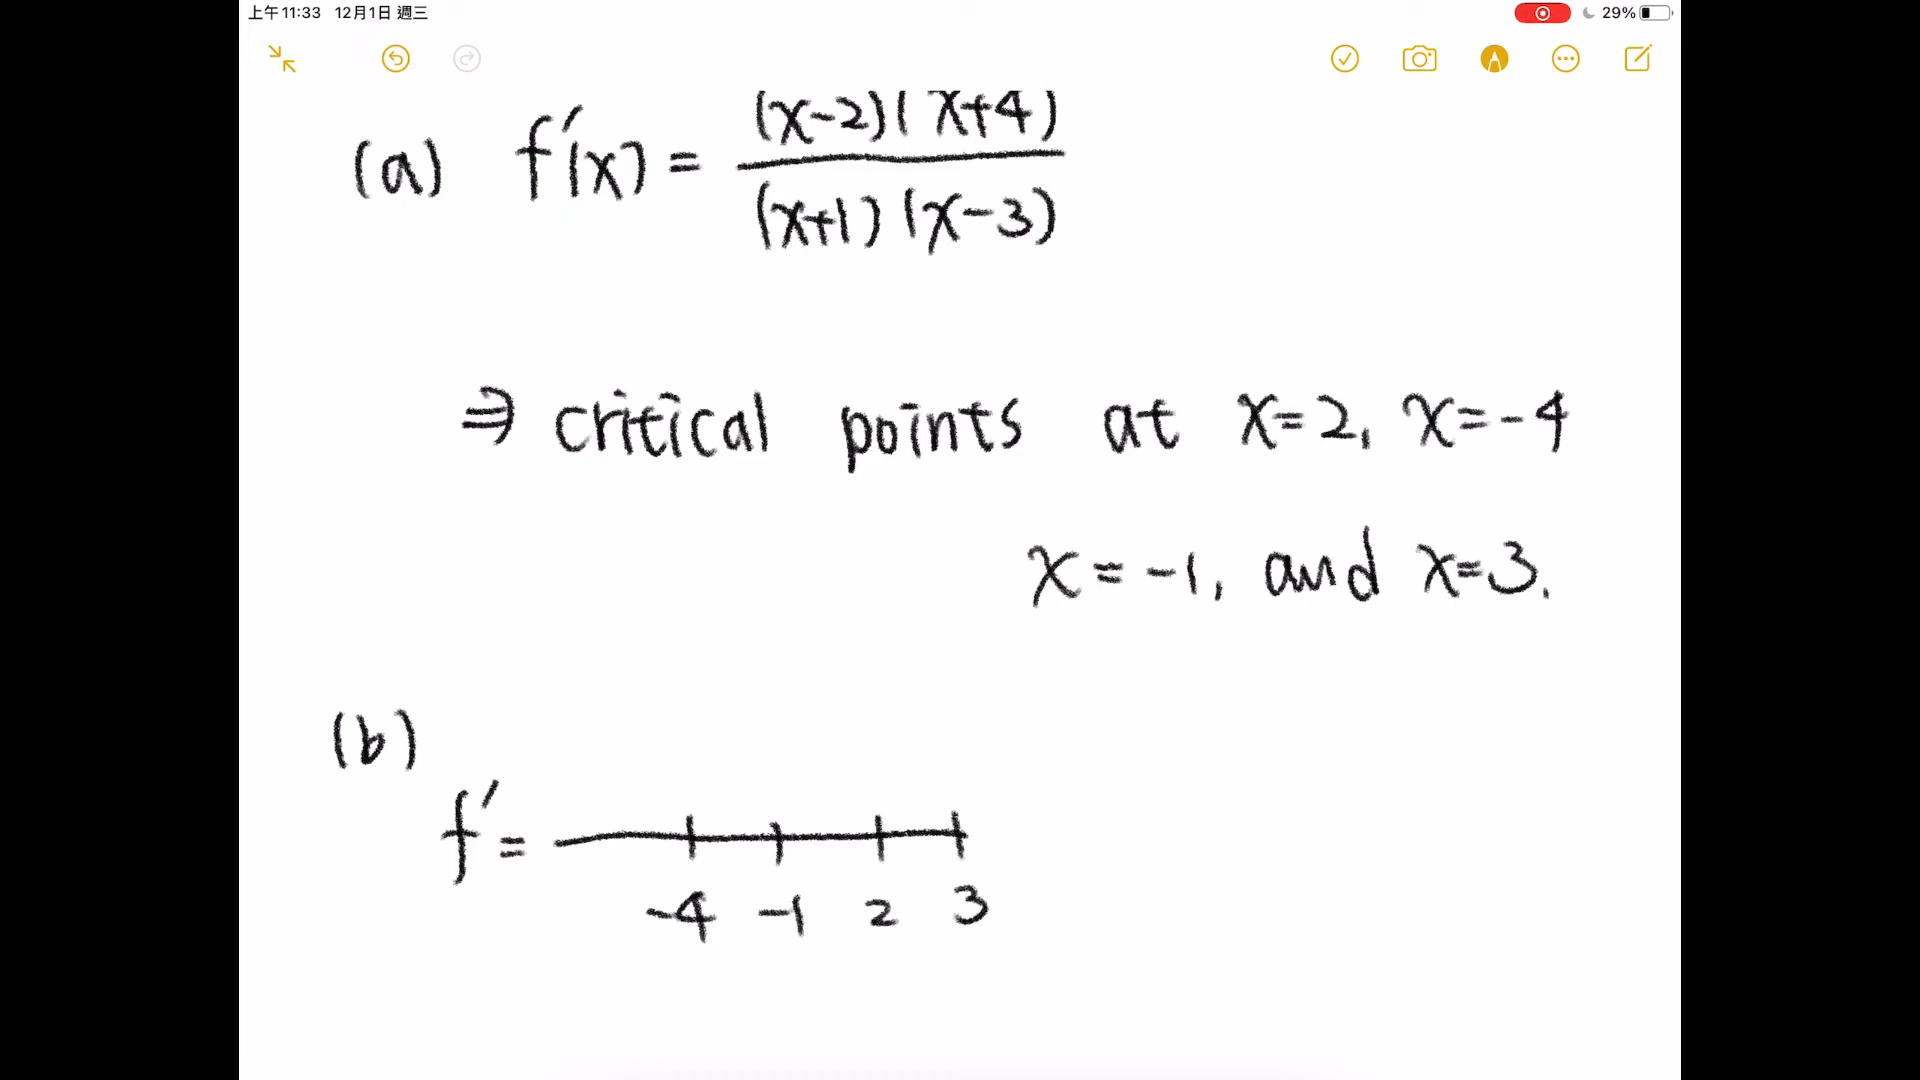 上午11:33 12月1日 週三 29%
(a) f'(x) = (x-2)(x+4)
(x+1)(x-3)
⇒ critical points at x=2, x=-4
x=-1, and x=3.
(b)
f'=
-4 -1 2 3